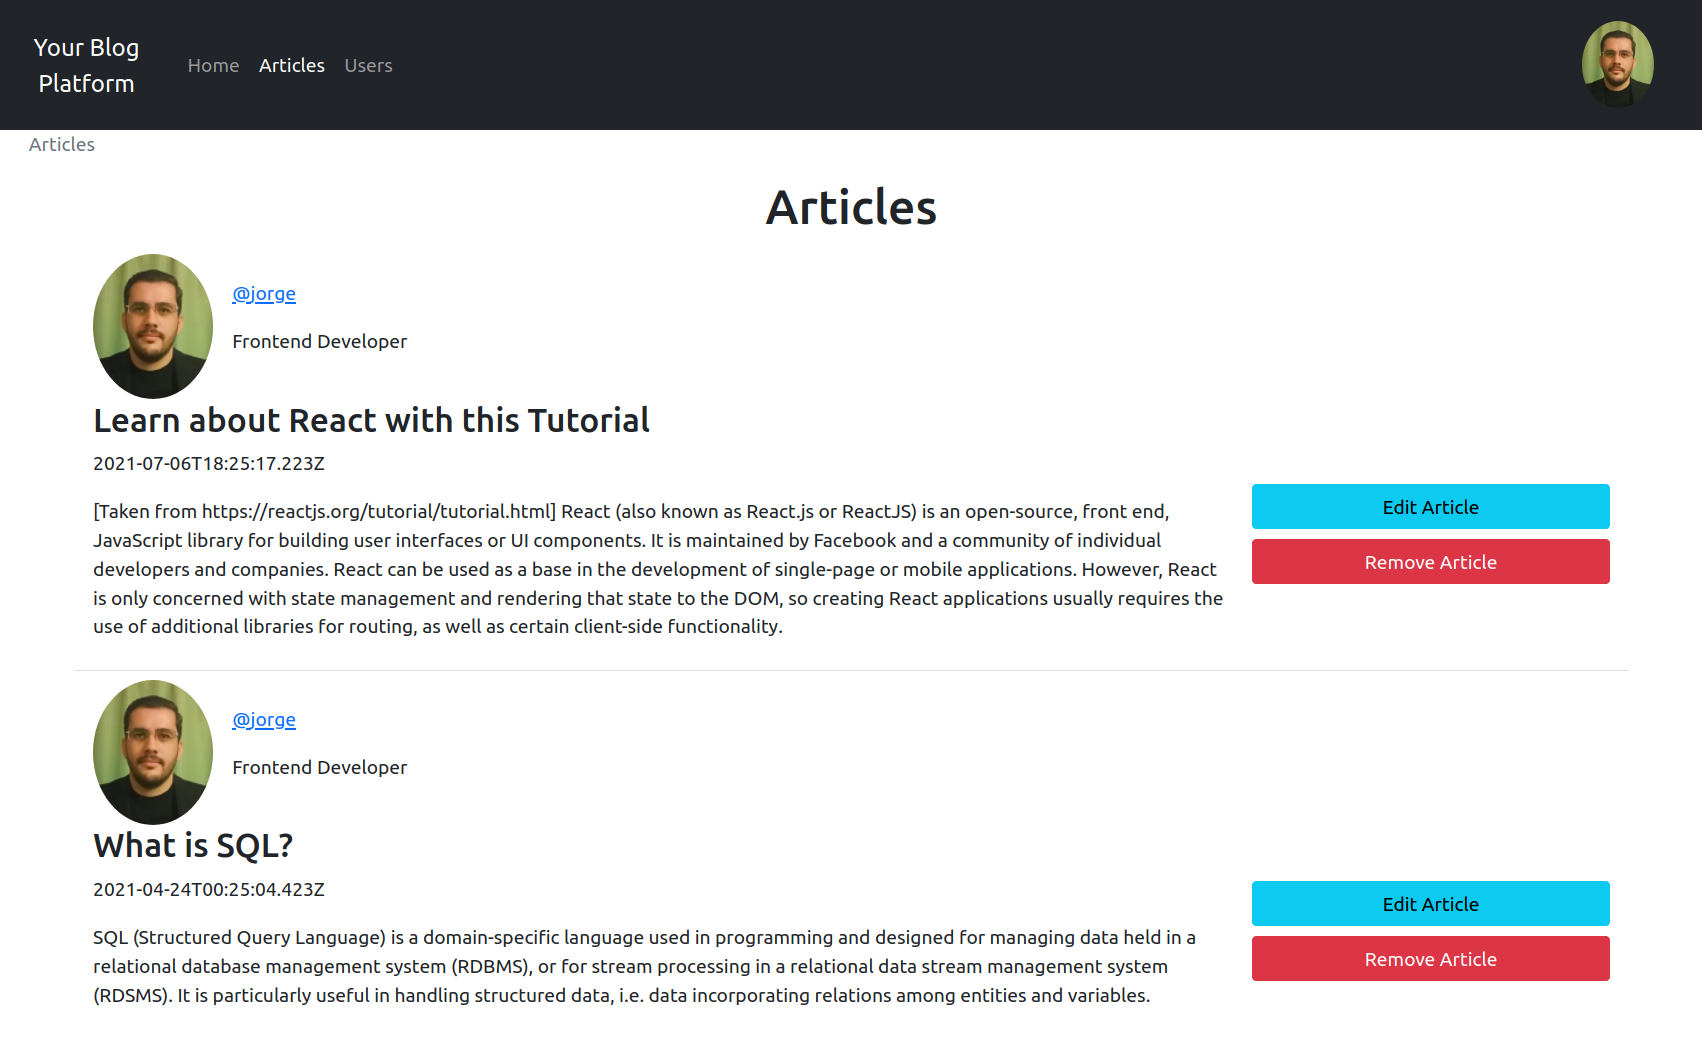 Your Blog
Platform
Home Articles Users
Articles
Articles
@jorge
Frontend Developer
Learn about React with this Tutorial
2021-07-06T18:25:17.223Z
[Taken from https://reactjs.org/tutorial/tutorial.html] React (also known as React.js or ReactJS) is an open-source, front end,
JavaScript library for building user interfaces or UI components. It is maintained by Facebook and a community of individual
developers and companies. React can be used as a base in the development of single-page or mobile applications. However, React
is only concerned with state management and rendering that state to the DOM, so creating React applications usually requires the
use of additional libraries for routing, as well as certain client-side functionality.
Edit Article
Remove Article
@jorge
Frontend Developer
What is SQL?
2021-04-24T00:25:04.423Z
SQL (Structured Query Language) is a domain-specific language used in programming and designed for managing data held in a
relational database management system (RDBMS), or for stream processing in a relational data stream management system
(RDSMS). It is particularly useful in handling structured data, i.e. data incorporating relations among entities and variables.
Edit Article
Remove Article